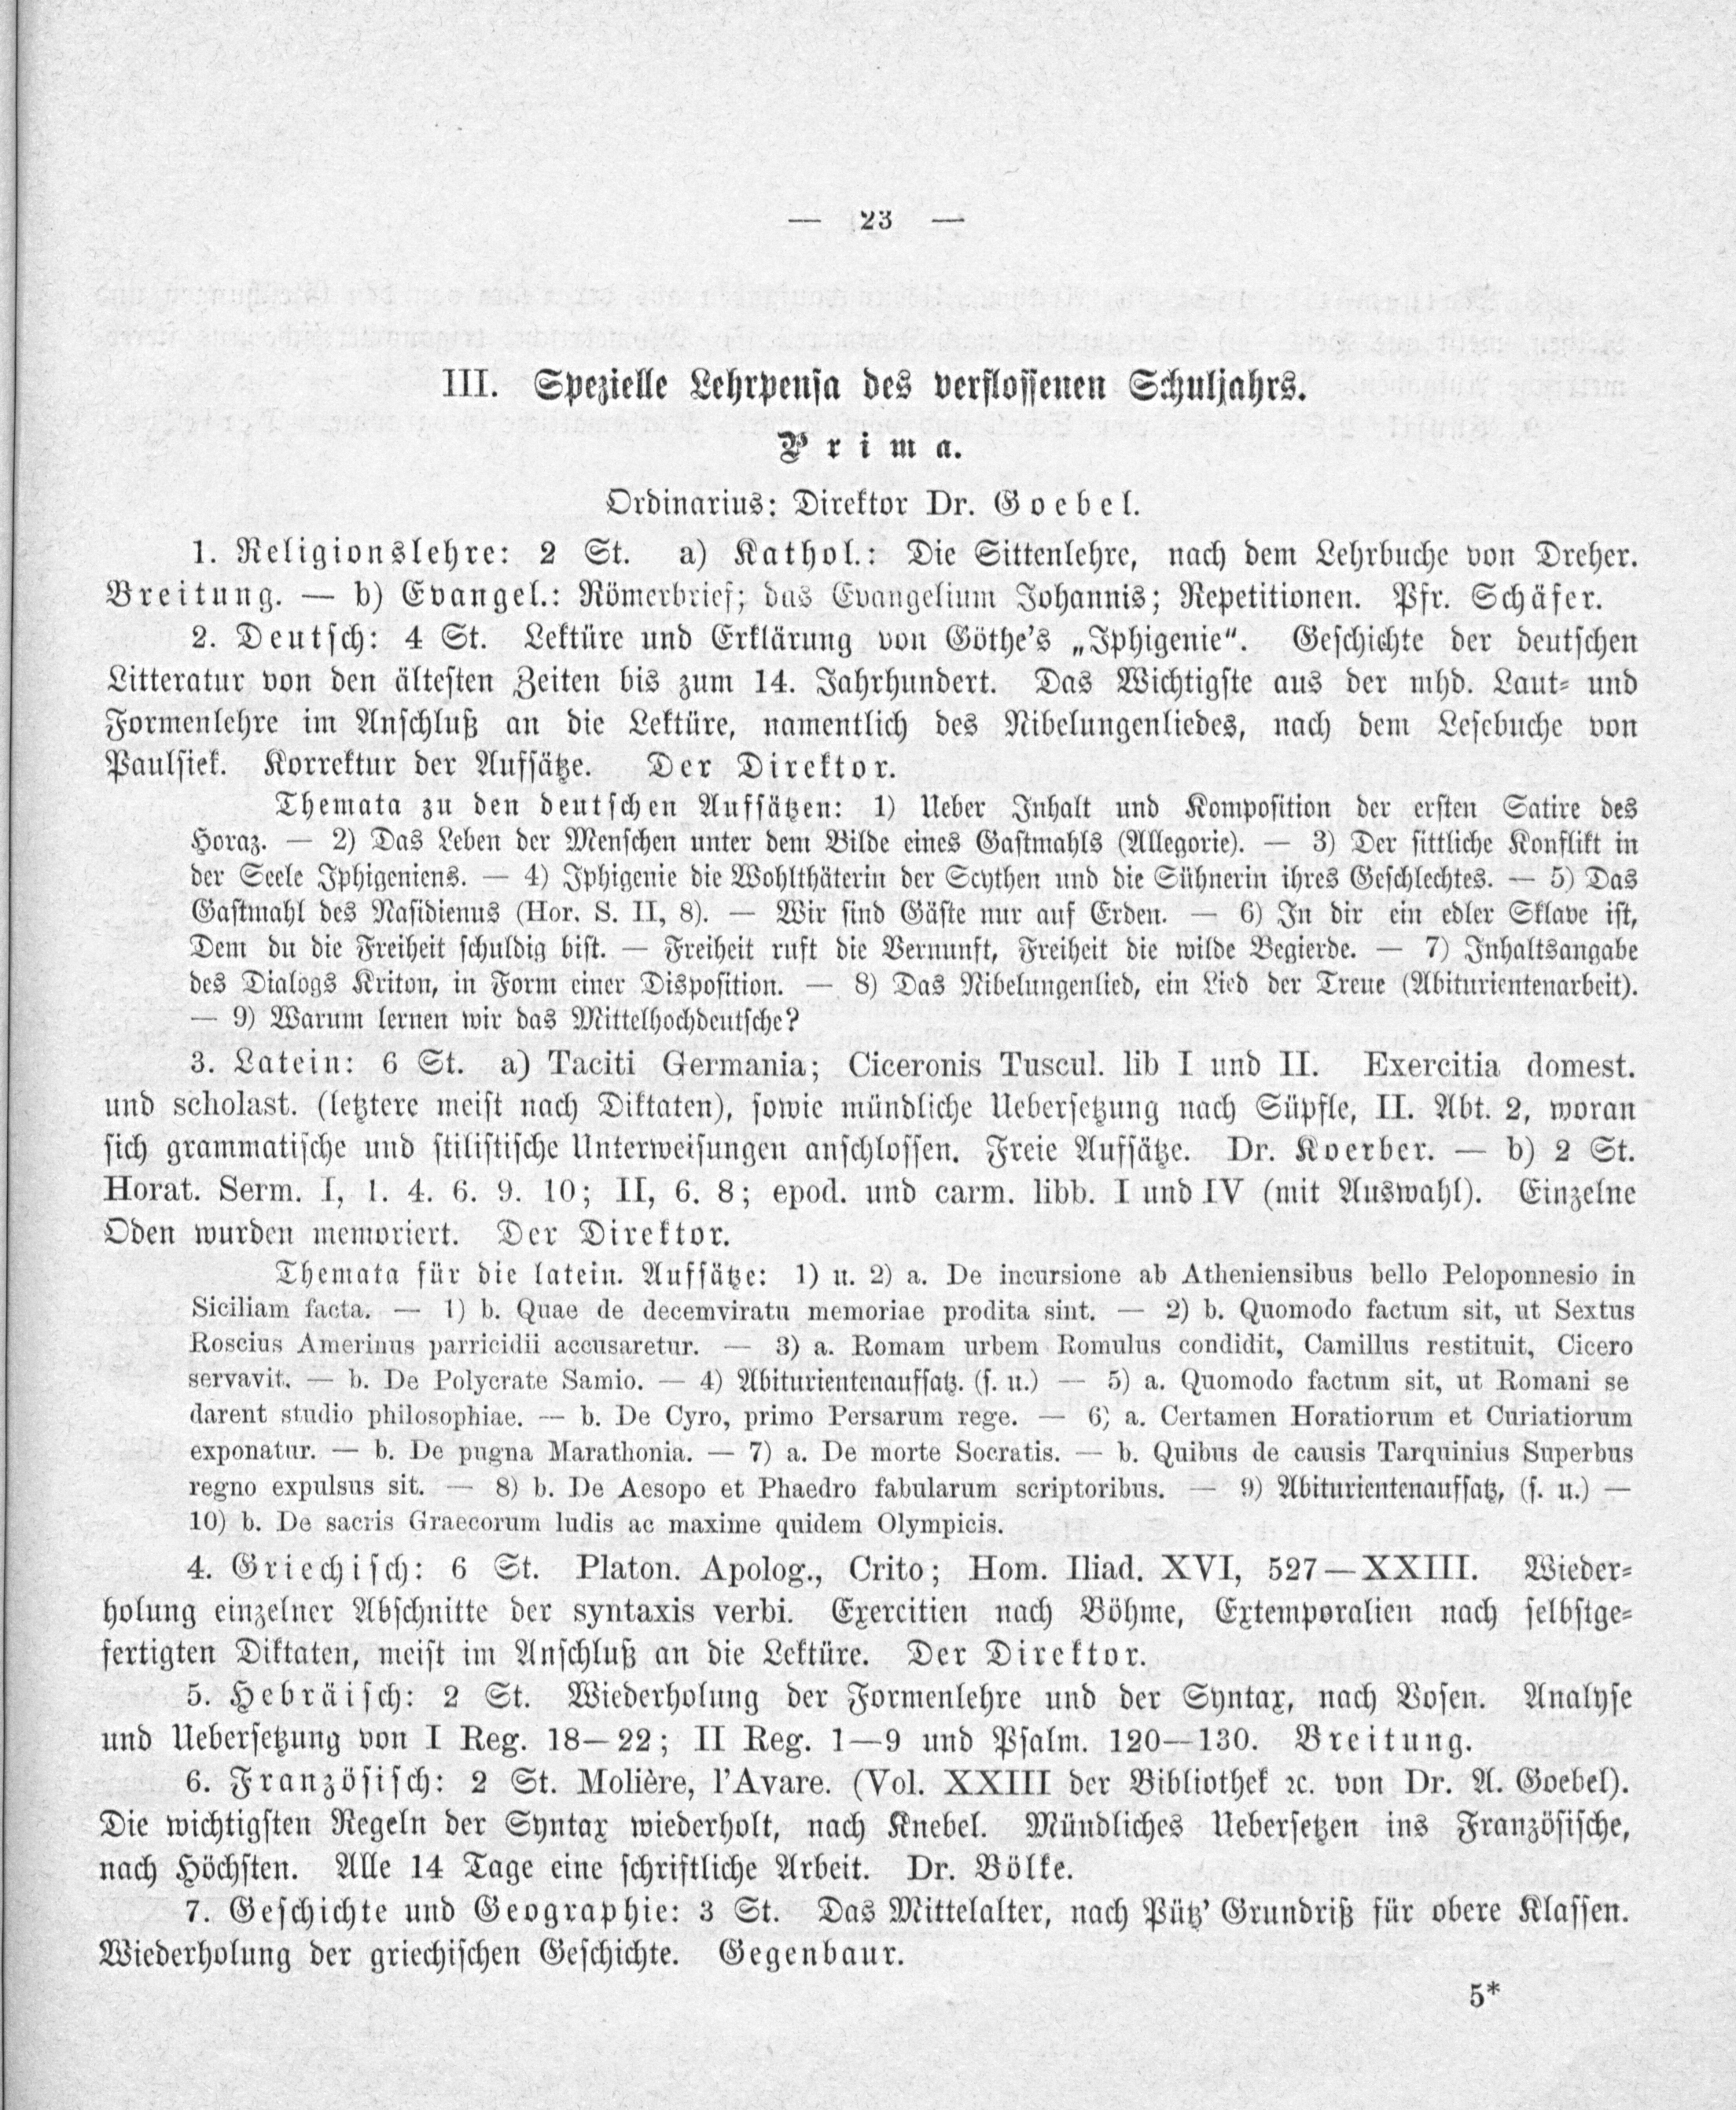 — 23 —
III. Spezielle Lehrpensa des verflossenen Schuljahrs.
Prima.
Ordinarius: Direktor Dr. Goebel.
1. Religionslehre: 2 St. a) Kathol.: Die Sittenlehre, nach dem Lehrbuche von Dreher.
Breitung. — b) Evangel.: Römerbrief; das Evangelium Johannis; Repetitionen. Pfr. Schäfer.
2. Deutsch: 4 St. Lektüre und Erklärung von Göthe's „Iphigenie“. Geschichte der deutschen
Litteratur von den ältesten Zeiten bis zum 14. Jahrhundert. Das Wichtigste aus der mhd. Laut- und
Formenlehre im Anschluß an die Lektüre, namentlich des Nibelungenliedes, nach dem Lesebuche von
Paulsiek. Korrektur der Aufsätze. Der Direktor.
Themata zu den deutschen Aufsätzen: 1) Ueber Inhalt und Komposition der ersten Satire des
Horaz. — 2) Das Leben der Menschen unter dem Bilde eines Gastmahls (Allegorie). — 3) Der sittliche Konflikt in
der Seele Iphigeniens. — 4) Iphigenie die Wohlthäterin der Scythen und die Sühnerin ihres Geschlechtes. — 5) Das
Gastmahl des Nasidienus (Hor. S. II, 8). — Wir sind Gäste nur auf Erden. — 6) In dir ein edler Sklave ist,
Dem du die Freiheit schuldig bist. — Freiheit ruft die Vernunft, Freiheit die wilde Begierde. — 7) Inhaltsangabe
des Dialogs Kriton, in Form einer Disposition. — 8) Das Nibelungenlied, ein Lied der Treue (Abiturientenarbeit).
— 9) Warum lernen wir das Mittelhochdeutsche?
3. Latein: 6 St. a) Taciti Germania; Ciceronis Tuscul. lib I und II. Exercitia domest.
und scholast. (letztere meist nach Diktaten), sowie mündliche Uebersetzung nach Süpfle, II. Abt. 2, woran
sich grammatische und stilistische Unterweisungen anschlossen. Freie Aufsätze. Dr. Koerber. — b) 2 St.
Horat. Serm. I, 1. 4. 6. 9. 10; II, 6. 8; epod. und carm. libb. I und IV (mit Auswahl). Einzelne
Oden wurden memoriert. Der Direktor.
Themata für die latein. Aufsätze: 1) u. 2) a. De incursione ab Atheniensibus bello Peloponnesio in
Siciliam facta. — 1) b. Quae de decemviratu memoriae prodita sint. — 2) b. Quomodo factum sit, ut Sextus
Roscius Amerinus parricidii accusaretur. — 3) a. Romam urbem Romulus condidit, Camillus restituit, Cicero
servavit. — b. De Polycrate Samio. — 4) Abiturientenaufsatz. (s. u.) — 5) a. Quomodo factum sit, ut Romani se
darent studio philosophiae. — b. De Cyro, primo Persarum rege. — 6) a. Certamen Horatiorum et Curiatiorum
exponatur. — b. De pugna Marathonia. — 7) a. De morte Socratis. — b. Quibus de causis Tarquinius Superbus
regno expulsus sit. — 8) b. De Aesopo et Phaedro fabularum scriptoribus. — 9) Abiturientenaufsatz, (s. u.) —
10) b. De sacris Graecorum ludis ac maxime quidem Olympicis.
4. Griechisch: 6 St. Platon. Apolog., Crito; Hom. Iliad. XVI, 527—XXIII. Wieder-
holung einzelner Abschnitte der syntaxis verbi. Exercitien nach Böhme, Extemporalien nach selbstge-
fertigten Diktaten, meist im Anschluß an die Lektüre. Der Direktor.
5. Hebräisch: 2 St. Wiederholung der Formenlehre und der Syntax, nach Vosen. Analyse
und Uebersetzung von I Reg. 18—22; II Reg. 1—9 und Psalm. 120—130. Breitung.
6. Französisch: 2 St. Molière, l'Avare. (Vol. XXIII der Bibliothek ꝛc. von Dr. A. Goebel).
Die wichtigsten Regeln der Syntax wiederholt, nach Knebel. Mündliches Uebersetzen ins Französische,
nach Höchsten. Alle 14 Tage eine schriftliche Arbeit. Dr. Völke.
7. Geschichte und Geographie: 3 St. Das Mittelalter, nach Pütz' Grundriß für obere Klassen.
Wiederholung der griechischen Geschichte. Gegenbaur.
5*